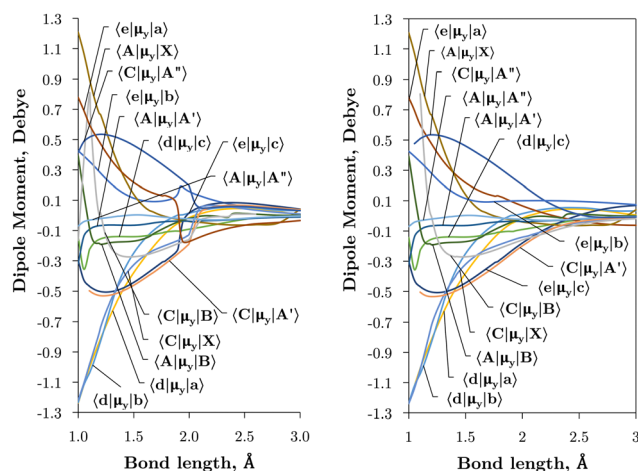 Dipole Moment, Debye
1.3
1.1
0.9
0.7
0.5
0.3
0.1
-0.1
-0.3
-0.5
-0.7
-0.9
-1.1
-1.3
⟨e|μy|a⟩
⟨A|μy|X⟩
⟨C|μy|A"⟩
⟨e|μy|b⟩
⟨A|μy|A'⟩
⟨d|μy|c⟩
⟨e|μy|c⟩
⟨A|μy|A"⟩
⟨C|μy|B⟩
⟨C|μy|A'⟩
⟨C|μy|X⟩
⟨A|μy|B⟩
⟨d|μy|a⟩
⟨d|μy|b⟩
1.0 1.5 2.0 2.5 3.0
Bond length, Å
Dipole Moment, Debye
1.3
1.1
0.9
0.7
0.5
0.3
0.1
-0.1
-0.3
-0.5
-0.7
-0.9
-1.1
-1.3
⟨e|μy|a⟩
⟨A|μy|X⟩
⟨C|μy|A"⟩
⟨A|μy|A"⟩
⟨A|μy|A'⟩
⟨d|μy|c⟩
⟨e|μy|b⟩
⟨C|μy|A'⟩
⟨e|μy|c⟩
⟨C|μy|B⟩
⟨C|μy|X⟩
⟨A|μy|B⟩
⟨d|μy|a⟩
⟨d|μy|b⟩
1 1.5 2 2.5 3
Bond length, Å